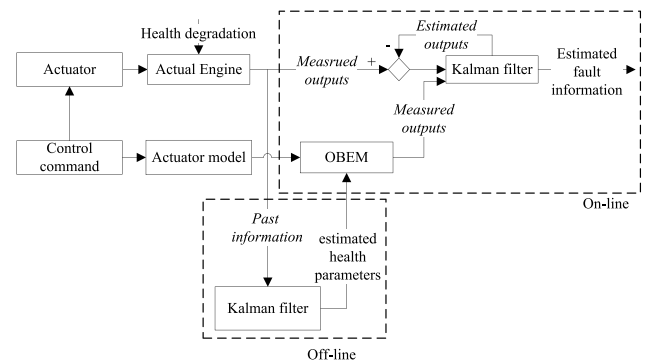 Health degradation
Actuator
Actual Engine
Measrued
outputs
+
-
Estimated
outputs
Kalman filter
Estimated
fault
information
Measured
outputs
Control
command
Actuator model
OBEM
On-line
Past
information
estimated
health
parameters
Kalman filter
Off-line